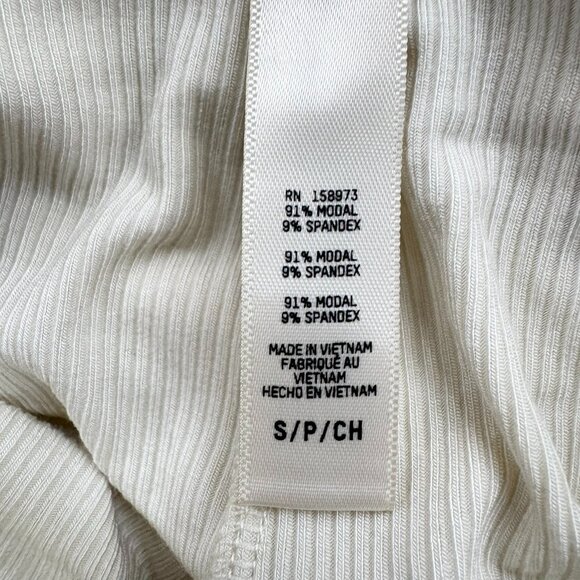 RN 158973
91% MODAL
9% SPANDEX
91% MODAL
9% SPANDEX
91% MODAL
9% SPANDEX
MADE IN VIETNAM
FABRIQUÉ AU
VIETNAM
HECHO EN VIETNAM
S/P/CH